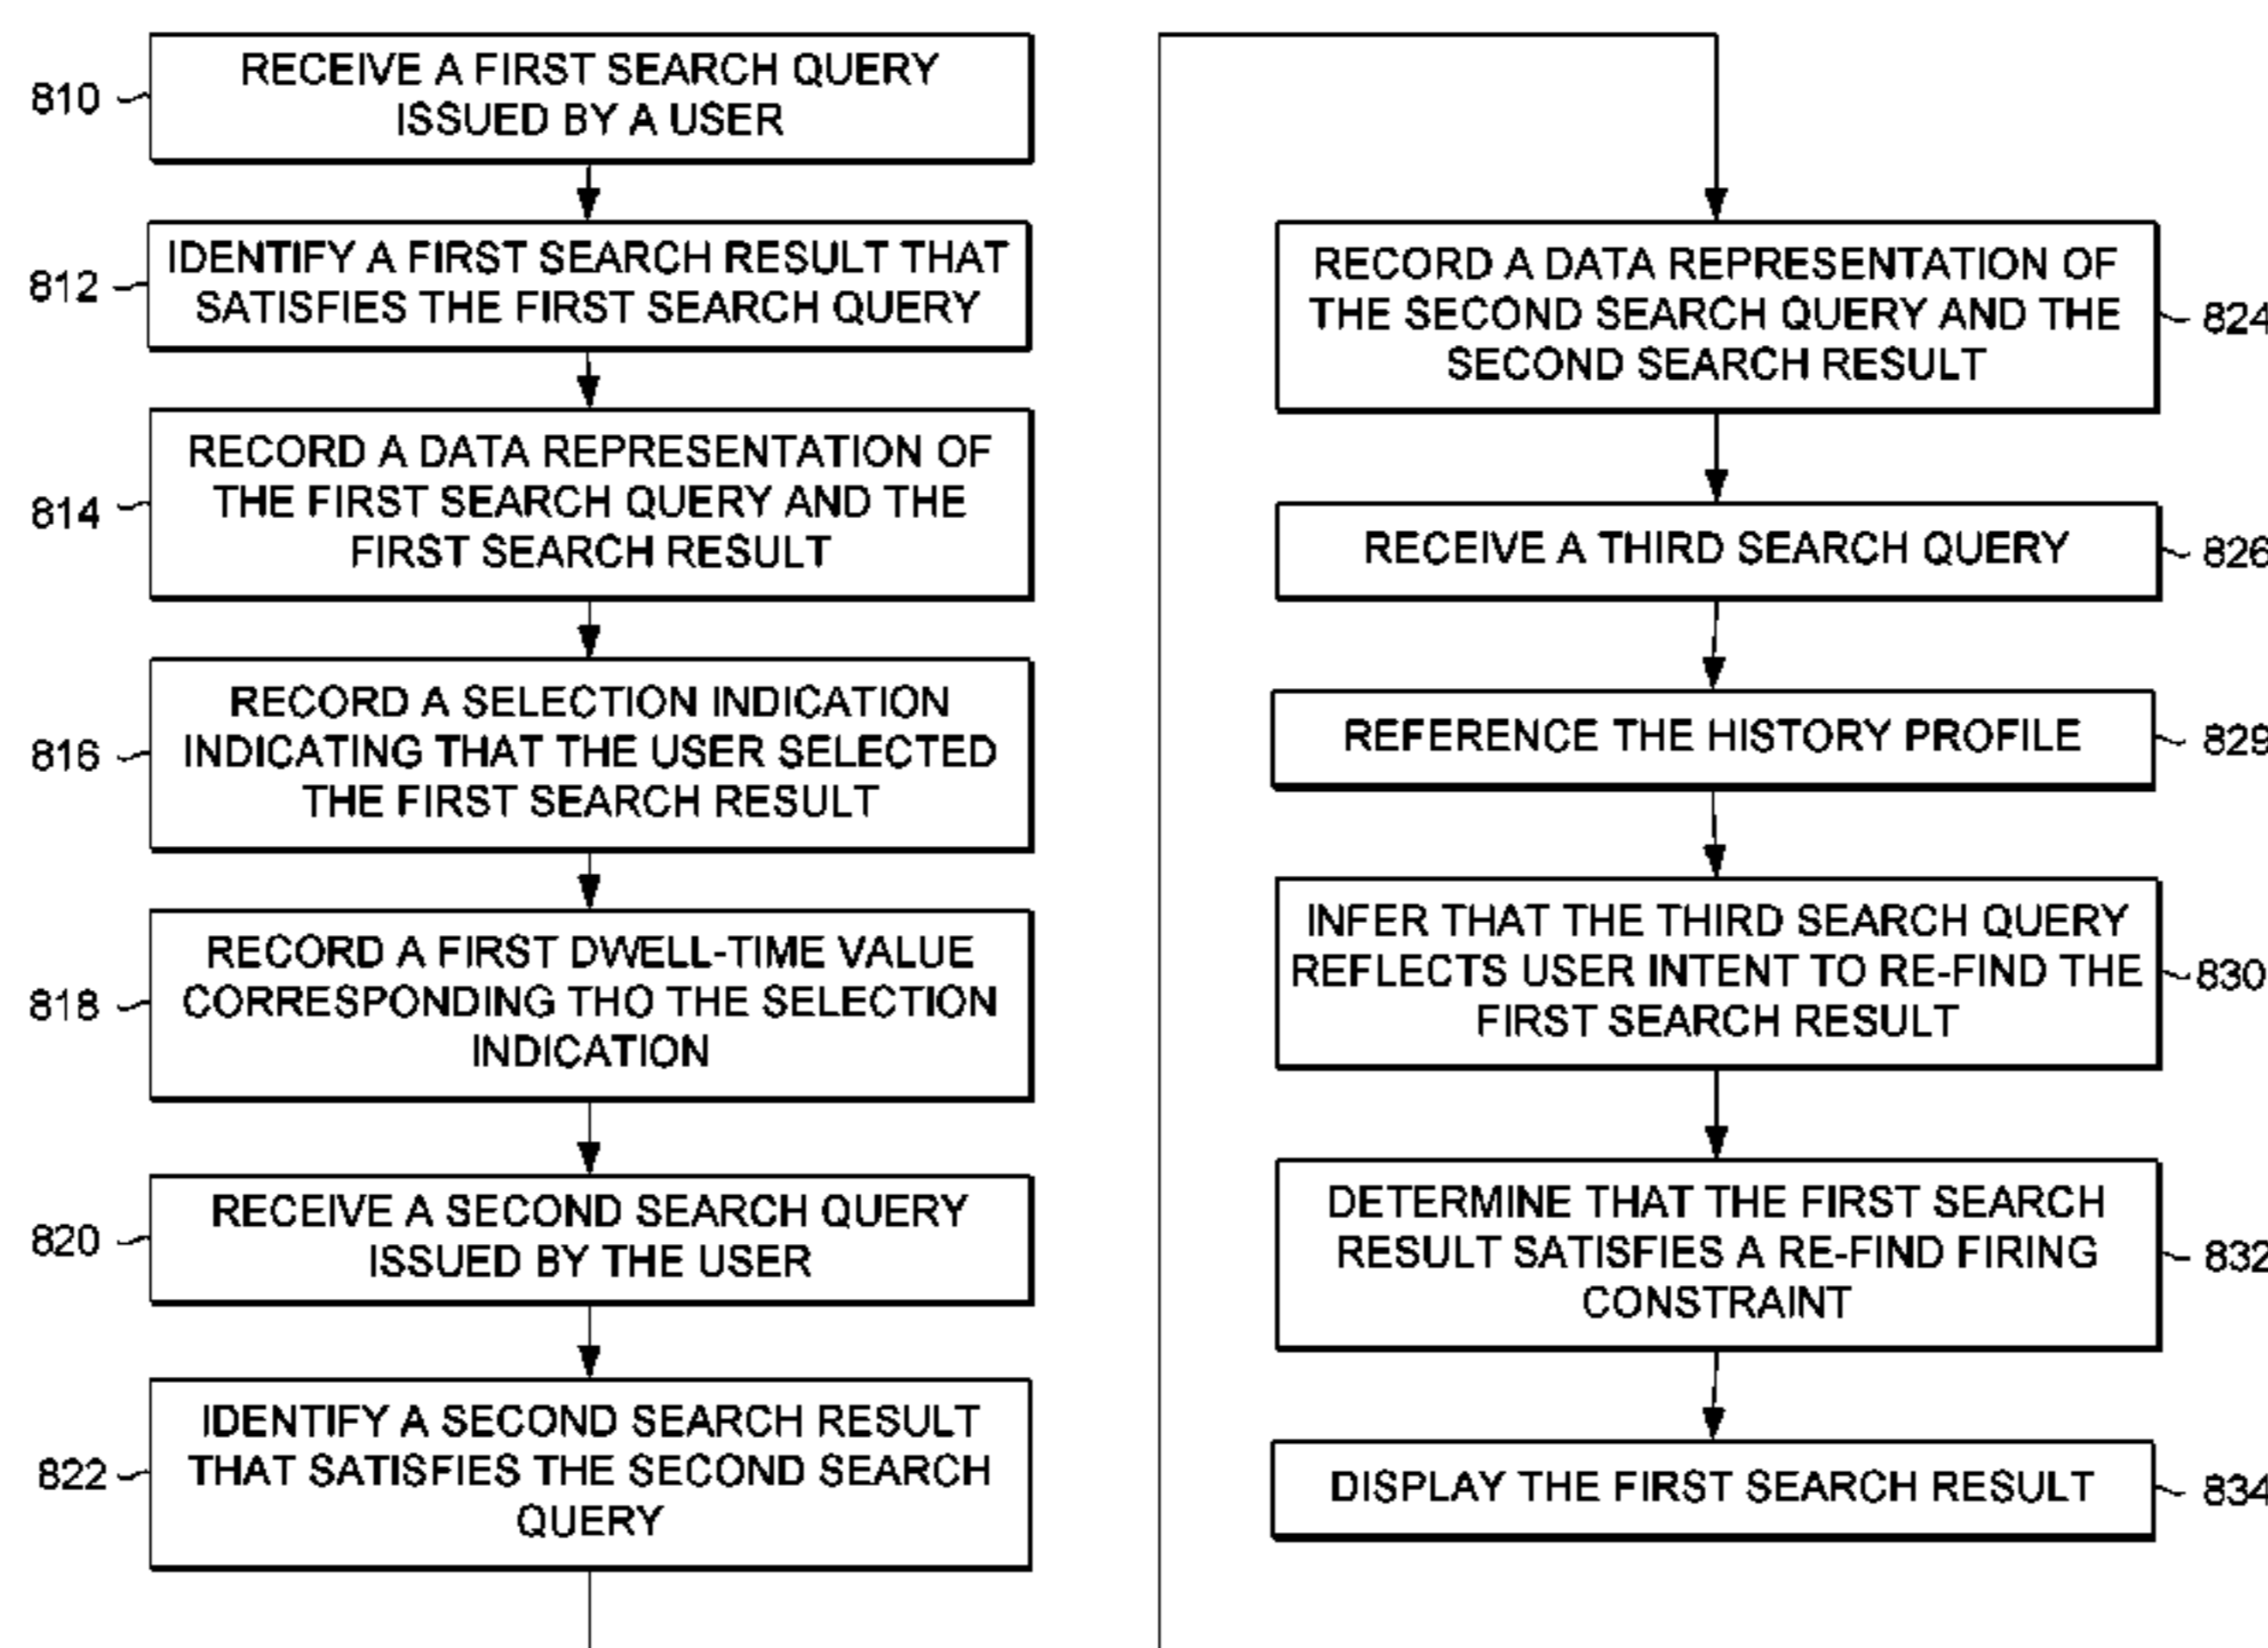 810
RECEIVE A FIRST SEARCH QUERY
ISSUED BY A USER
812
IDENTIFY A FIRST SEARCH RESULT THAT
SATISFIES THE FIRST SEARCH QUERY
814
RECORD A DATA REPRESENTATION OF
THE FIRST SEARCH QUERY AND THE
FIRST SEARCH RESULT
816
RECORD A SELECTION INDICATION
INDICATING THAT THE USER SELECTED
THE FIRST SEARCH RESULT
818
RECORD A FIRST DWELL-TIME VALUE
CORRESPONDING THO THE SELECTION
INDICATION
820
RECEIVE A SECOND SEARCH QUERY
ISSUED BY THE USER
822
IDENTIFY A SECOND SEARCH RESULT
THAT SATISFIES THE SECOND SEARCH
QUERY
RECORD A DATA REPRESENTATION OF
THE SECOND SEARCH QUERY AND THE
SECOND SEARCH RESULT
824
RECEIVE A THIRD SEARCH QUERY
826
REFERENCE THE HISTORY PROFILE
829
INFER THAT THE THIRD SEARCH QUERY
REFLECTS USER INTENT TO RE-FIND THE
FIRST SEARCH RESULT
830
DETERMINE THAT THE FIRST SEARCH
RESULT SATISFIES A RE-FIND FIRING
CONSTRAINT
832
DISPLAY THE FIRST SEARCH RESULT
834